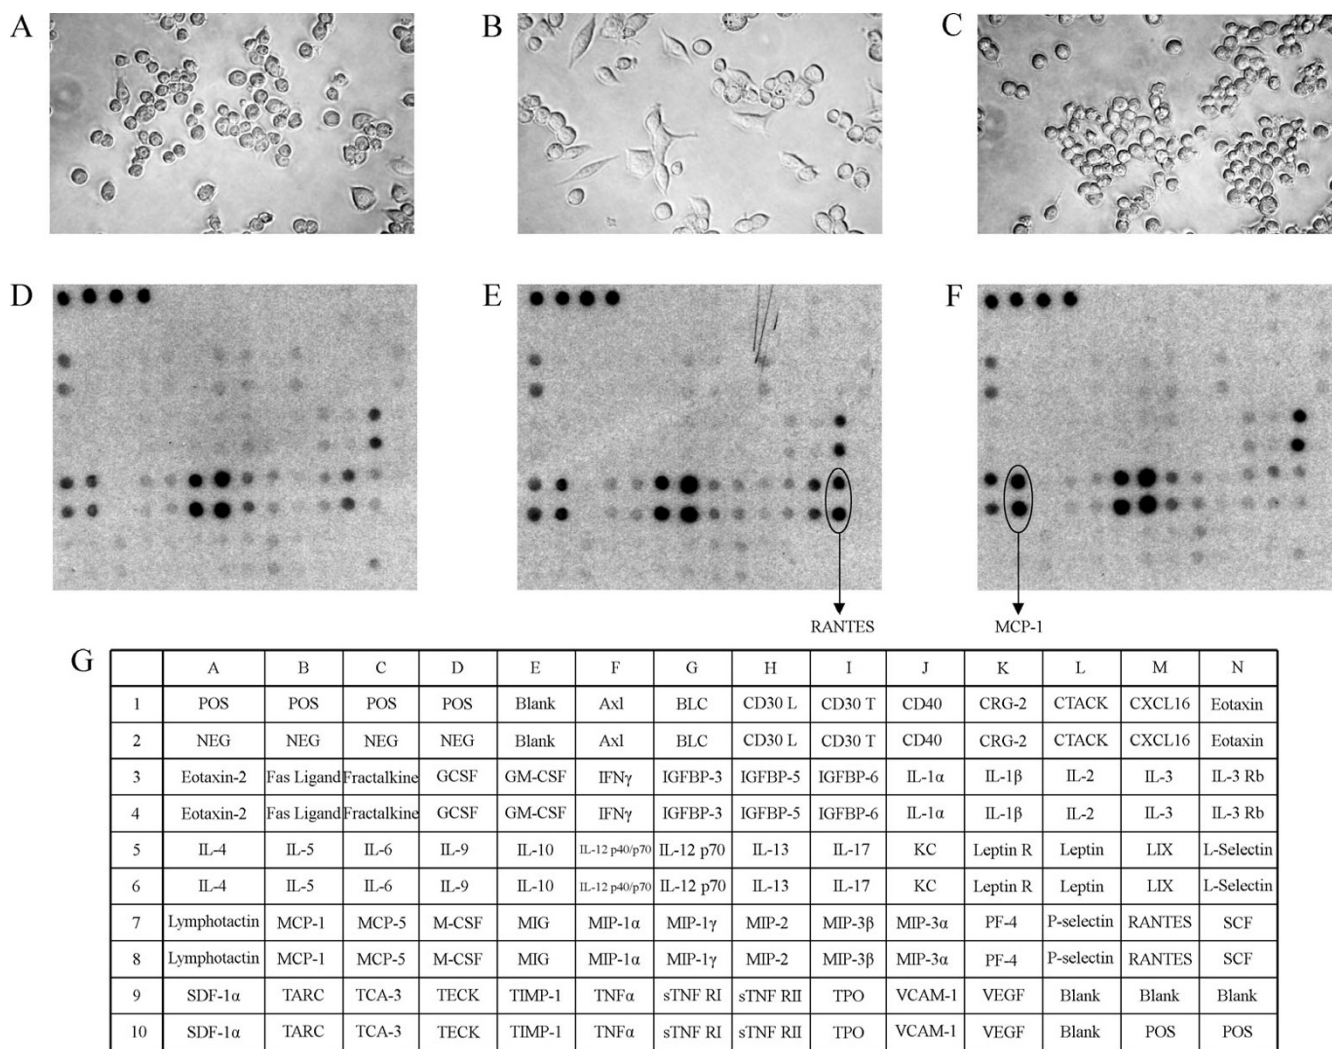 A B C
D E F
RANTES MCP-1
G
A B C D E F G H I J K L M N
1 POS POS POS POS Blank Axl BLC CD30 L CD30 T CD40 CRG-2 CTACK CXCL16 Eotaxin
2 NEG NEG NEG NEG Blank Axl BLC CD30 L CD30 T CD40 CRG-2 CTACK CXCL16 Eotaxin
3 Eotaxin-2 Fas Ligand Fractalkine GCSF GM-CSF IFNγ IGFBP-3 IGFBP-5 IGFBP-6 IL-1α IL-1β IL-2 IL-3 IL-3 Rb
4 Eotaxin-2 Fas Ligand Fractalkine GCSF GM-CSF IFNγ IGFBP-3 IGFBP-5 IGFBP-6 IL-1α IL-1β IL-2 IL-3 IL-3 Rb
5 IL-4 IL-5 IL-6 IL-9 IL-10 IL-12 p40/p70 IL-12 p70 IL-13 IL-17 KC Leptin R Leptin LIX L-Selectin
6 IL-4 IL-5 IL-6 IL-9 IL-10 IL-12 p40/p70 IL-12 p70 IL-13 IL-17 KC Leptin R Leptin LIX L-Selectin
7 Lymphotactin MCP-1 MCP-5 M-CSF MIG MIP-1α MIP-1γ MIP-2 MIP-3β MIP-3α PF-4 P-selectin RANTES SCF
8 Lymphotactin MCP-1 MCP-5 M-CSF MIG MIP-1α MIP-1γ MIP-2 MIP-3β MIP-3α PF-4 P-selectin RANTES SCF
9 SDF-1α TARC TCA-3 TECK TIMP-1 TNFα sTNF RI sTNF RII TPO VCAM-1 VEGF Blank Blank Blank
10 SDF-1α TARC TCA-3 TECK TIMP-1 TNFα sTNF RI sTNF RII TPO VCAM-1 VEGF Blank POS POS